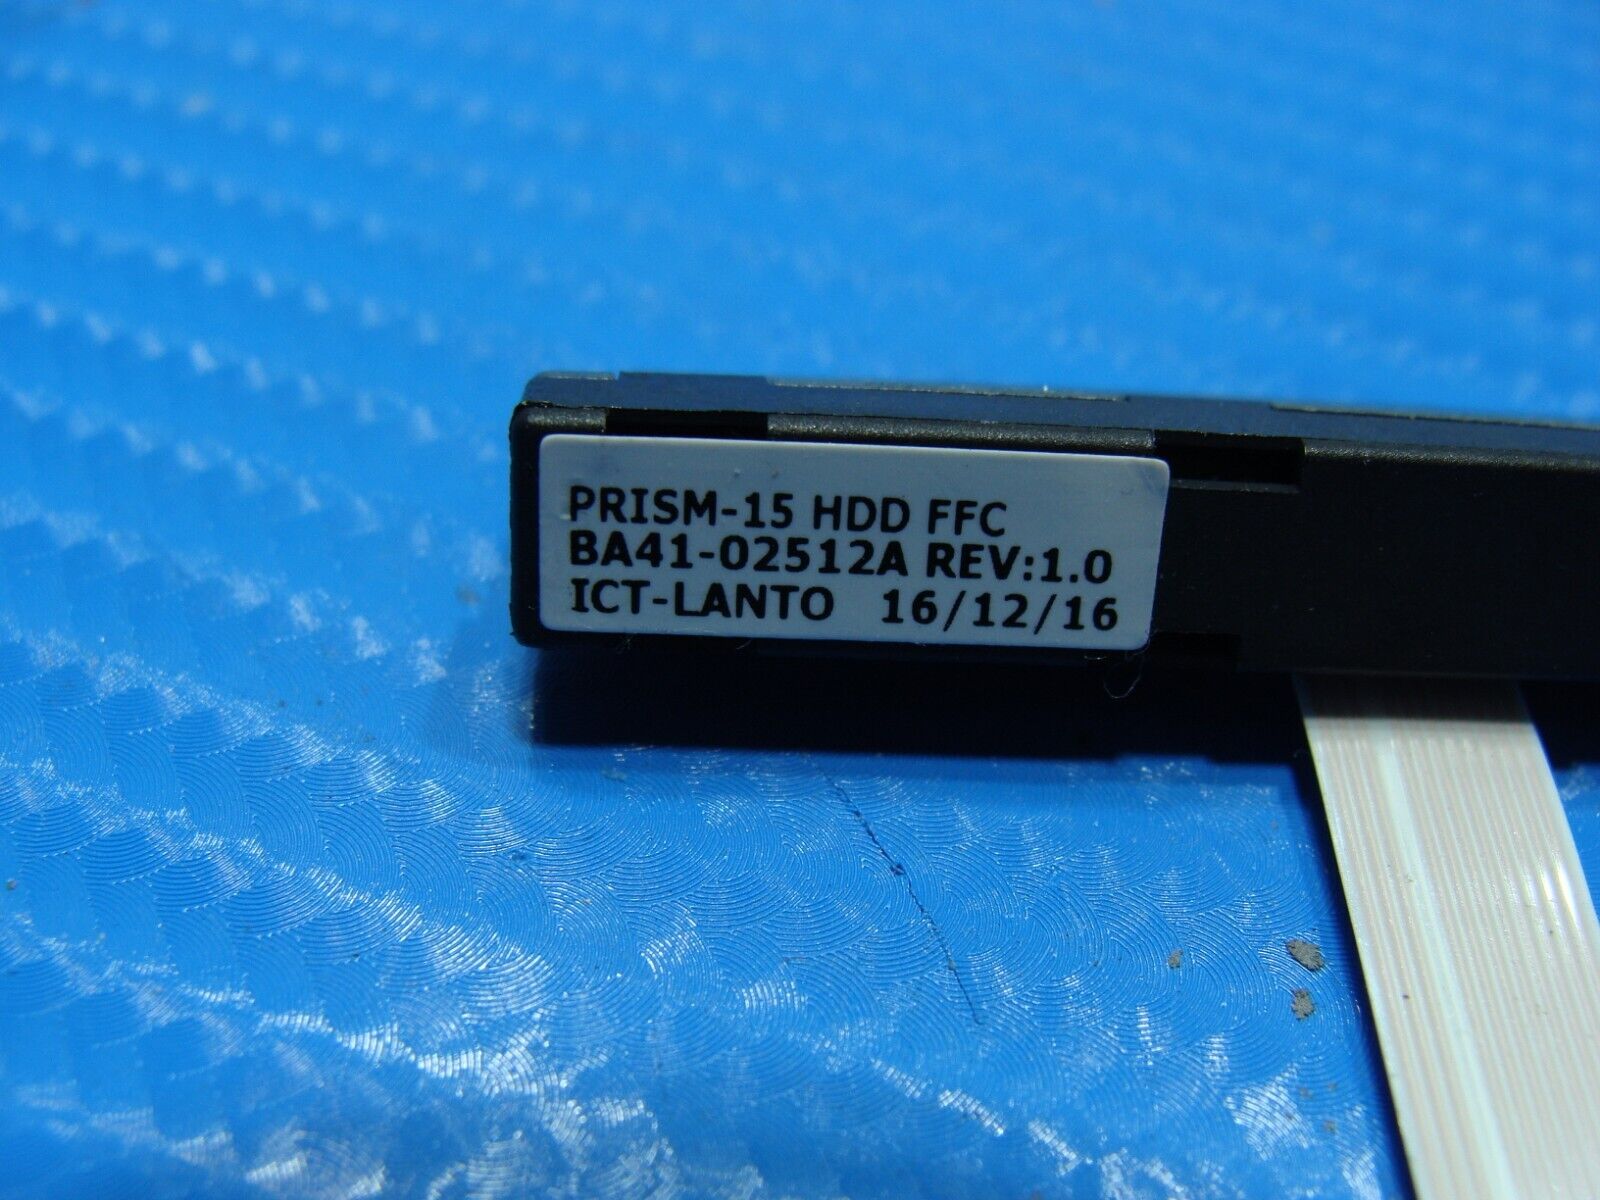 PRISM-15 HDD FFC
BA41-02512A REV:1.0
ICT-LANTO 16/12/16